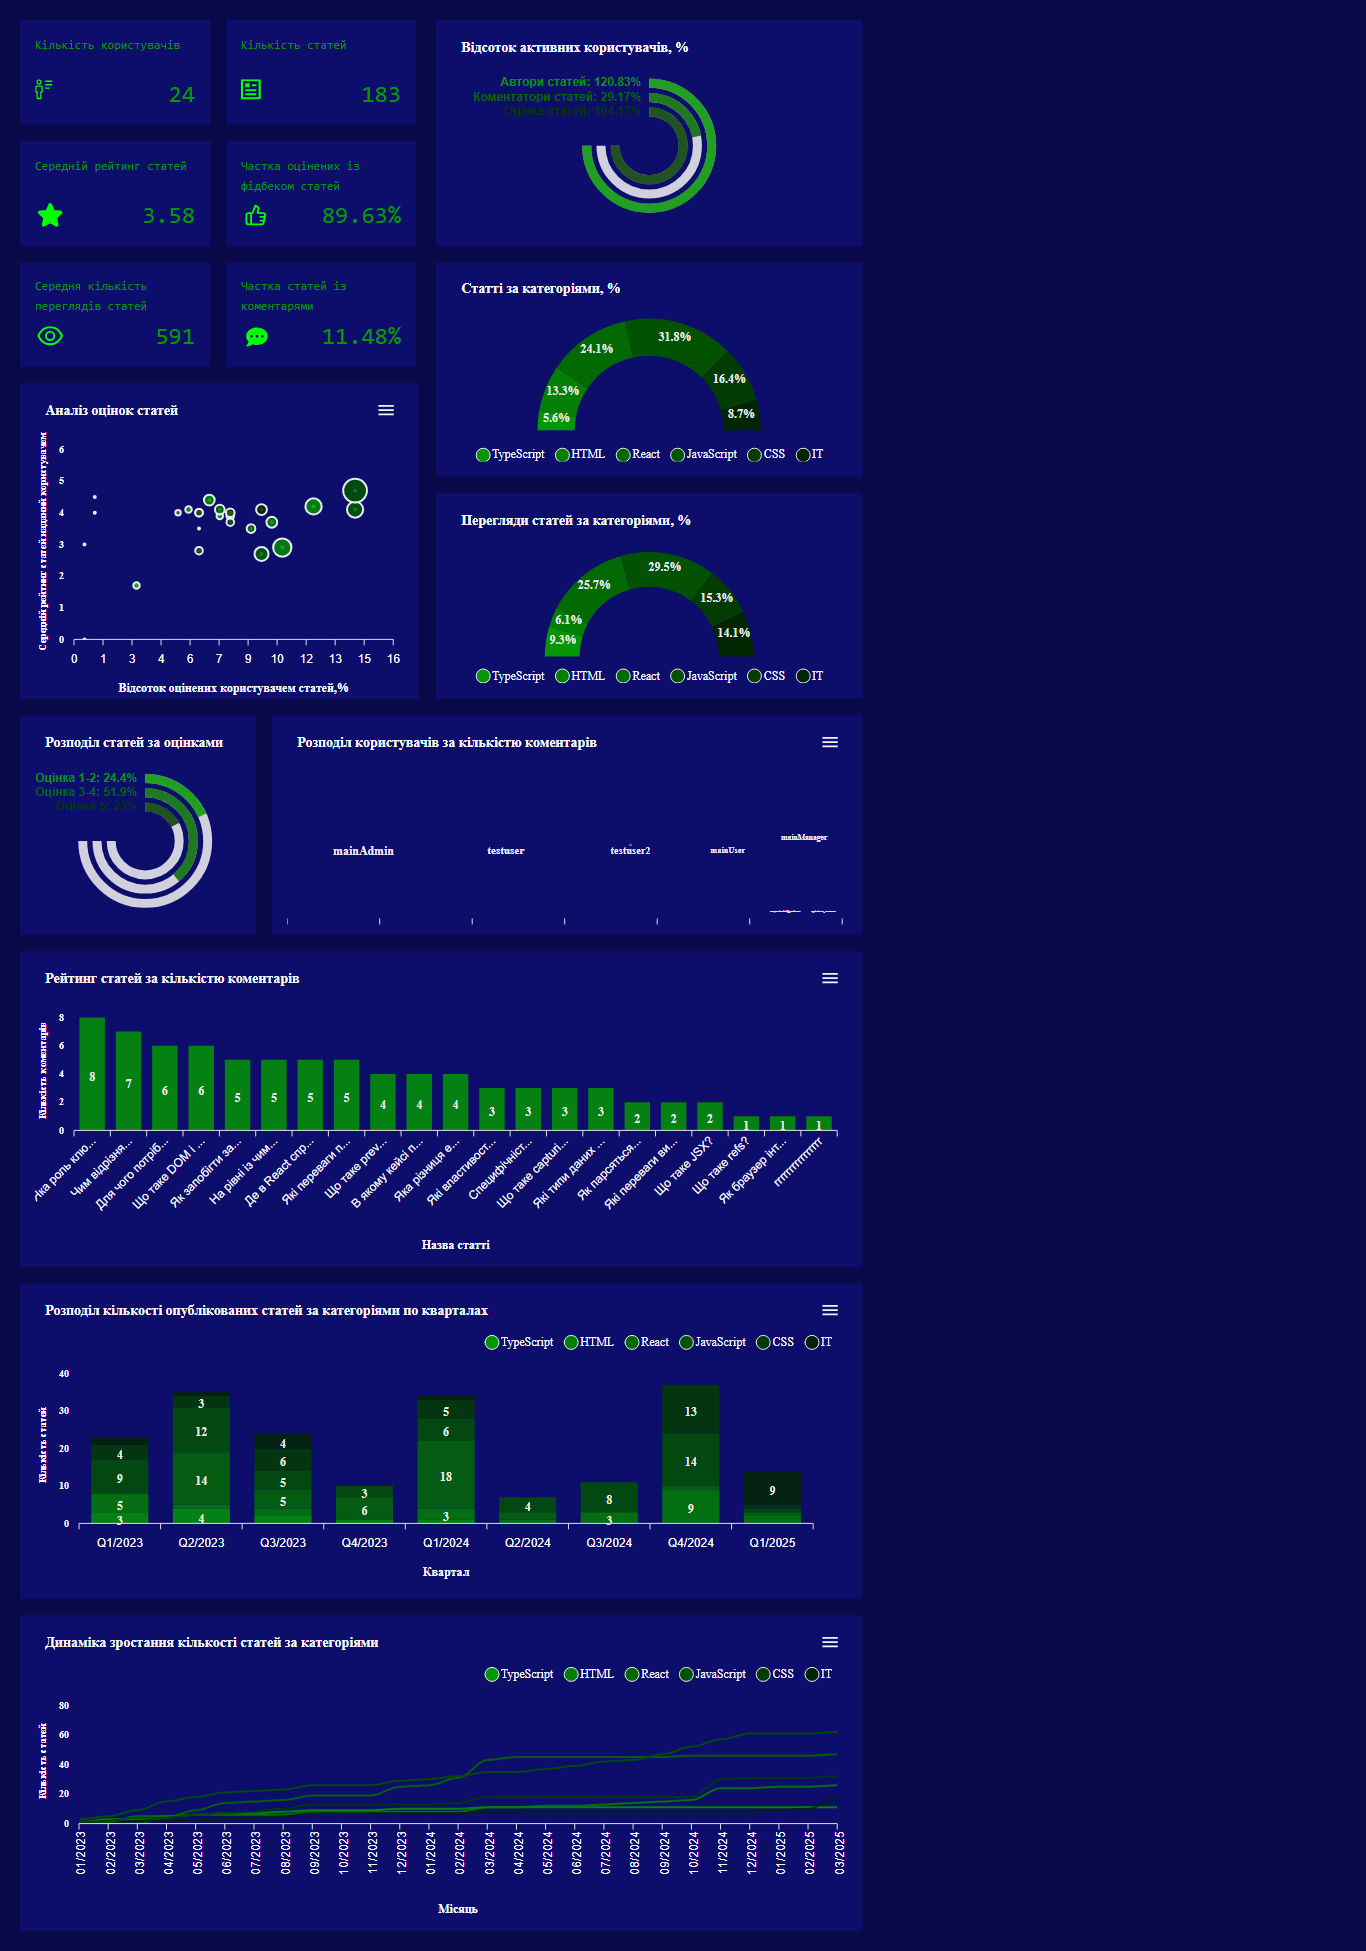 Кількість користувачів
24
Кількість статей
183
Середній рейтинг статей
3.58
Частка оцінених із
фідбеком статей
89.63%
Середня кількість
переглядів статей
591
Частка статей із
коментарями
11.48%
Відсоток активних користувачів, %
Автори статей: 120.83%
Коментатори статей: 29.17%
Оцінка статей: 104.17%
Статті за категоріями, %
5.6%
13.3%
24.1%
31.8%
16.4%
8.7%
TypeScript HTML React JavaScript CSS IT
Аналіз оцінок статей
Середній рейтинг статей наданий користувачем
6
5
4
3
2
1
0
0 1 3 4 6 7 9 10 12 13 15 16
Відсоток оцінених користувачем статей,%
Перегляди статей за категоріями, %
9.3%
6.1%
25.7%
29.5%
15.3%
14.1%
TypeScript HTML React JavaScript CSS IT
Розподіл статей за оцінками
Оцінка 1-2: 24.4%
Оцінка 3-4: 51.9%
Розподіл користувачів за кількістю коментарів
mainAdmin
testuser
testuser2
mainUser
mainManager
Рейтинг статей за кількістю коментарів
Кількість коментарів
8
6
4
2
0
8 7 6 6 5 5 5 5 4 4 4 3 3 3 3 2 2 2 1 1 1
Яка роль клю...
Чим відрізня...
Для чого потріб...
Що таке DOM і ...
Як запобігти за...
На рівні із чим...
Де в React спр...
Які переваги п...
Що таке prev...
В якому кейсі п...
Яка різниця е...
Які властивост...
Специфічніст...
Що таке capturi...
Які типи даних ...
Як парсяться...
Які переваги ви...
Що таке JSX?
Що таке refs?
Як браузер інт...
Назва статті
Розподіл кількості опублікованих статей за категоріями по кварталах
TypeScript HTML React JavaScript CSS IT
Кількість статей
40
30
20
10
0
4
9
5
3
3
12
14
4
4
6
5
5
3
6
5
6
18
3
4
8
3
13
14
9
9
Q1/2023 Q2/2023 Q3/2023 Q4/2023 Q1/2024 Q2/2024 Q3/2024 Q4/2024 Q1/2025
Квартал
Динаміка зростання кількості статей за категоріями
TypeScript HTML React JavaScript CSS IT
Кількість статей
80
60
40
20
0
01/2023 02/2023 03/2023 04/2023 05/2023 06/2023 07/2023 08/2023 09/2023 10/2023 11/2023 12/2023 01/2024 02/2024 03/2024 04/2024 05/2024 06/2024 07/2024 08/2024 09/2024 10/2024 11/2024 12/2024 01/2025 02/2025 03/2025
Місяць